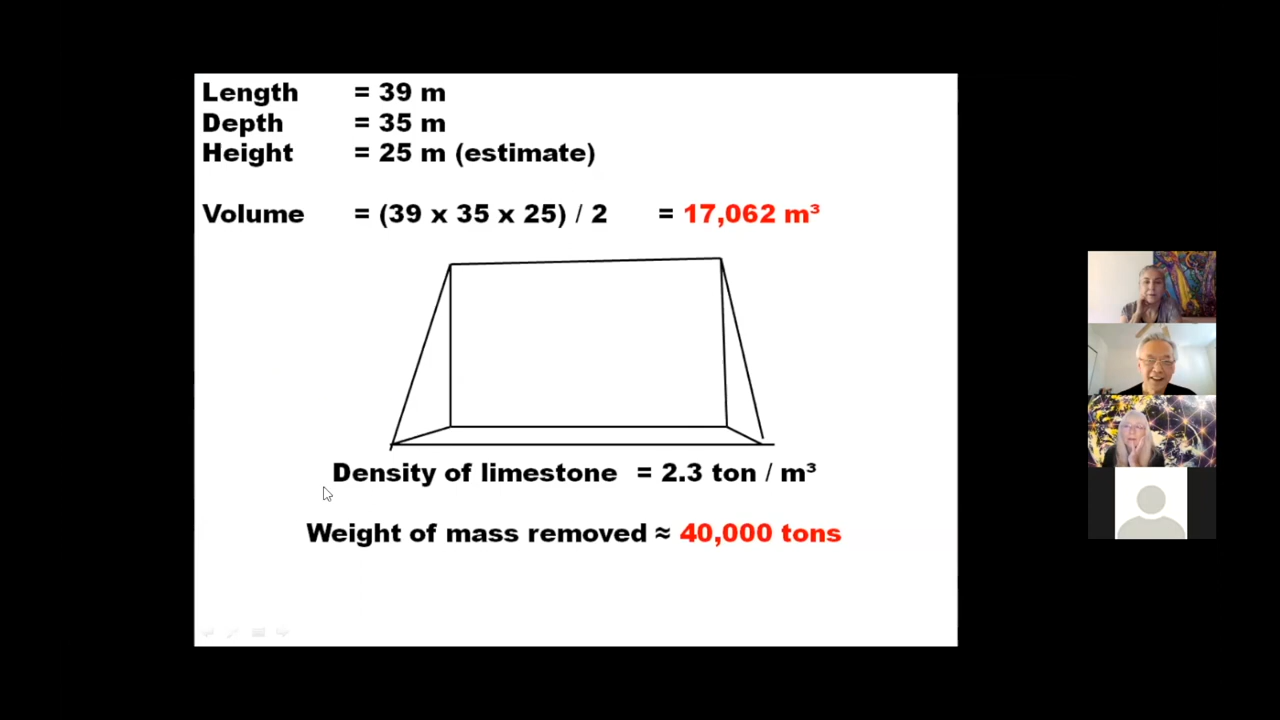 Length = 39 m
Depth = 35 m
Height = 25 m (estimate)
Volume = (39 x 35 x 25) / 2 = 17,062 m³
Density of limestone = 2.3 ton / m³
Weight of mass removed ≈ 40,000 tons